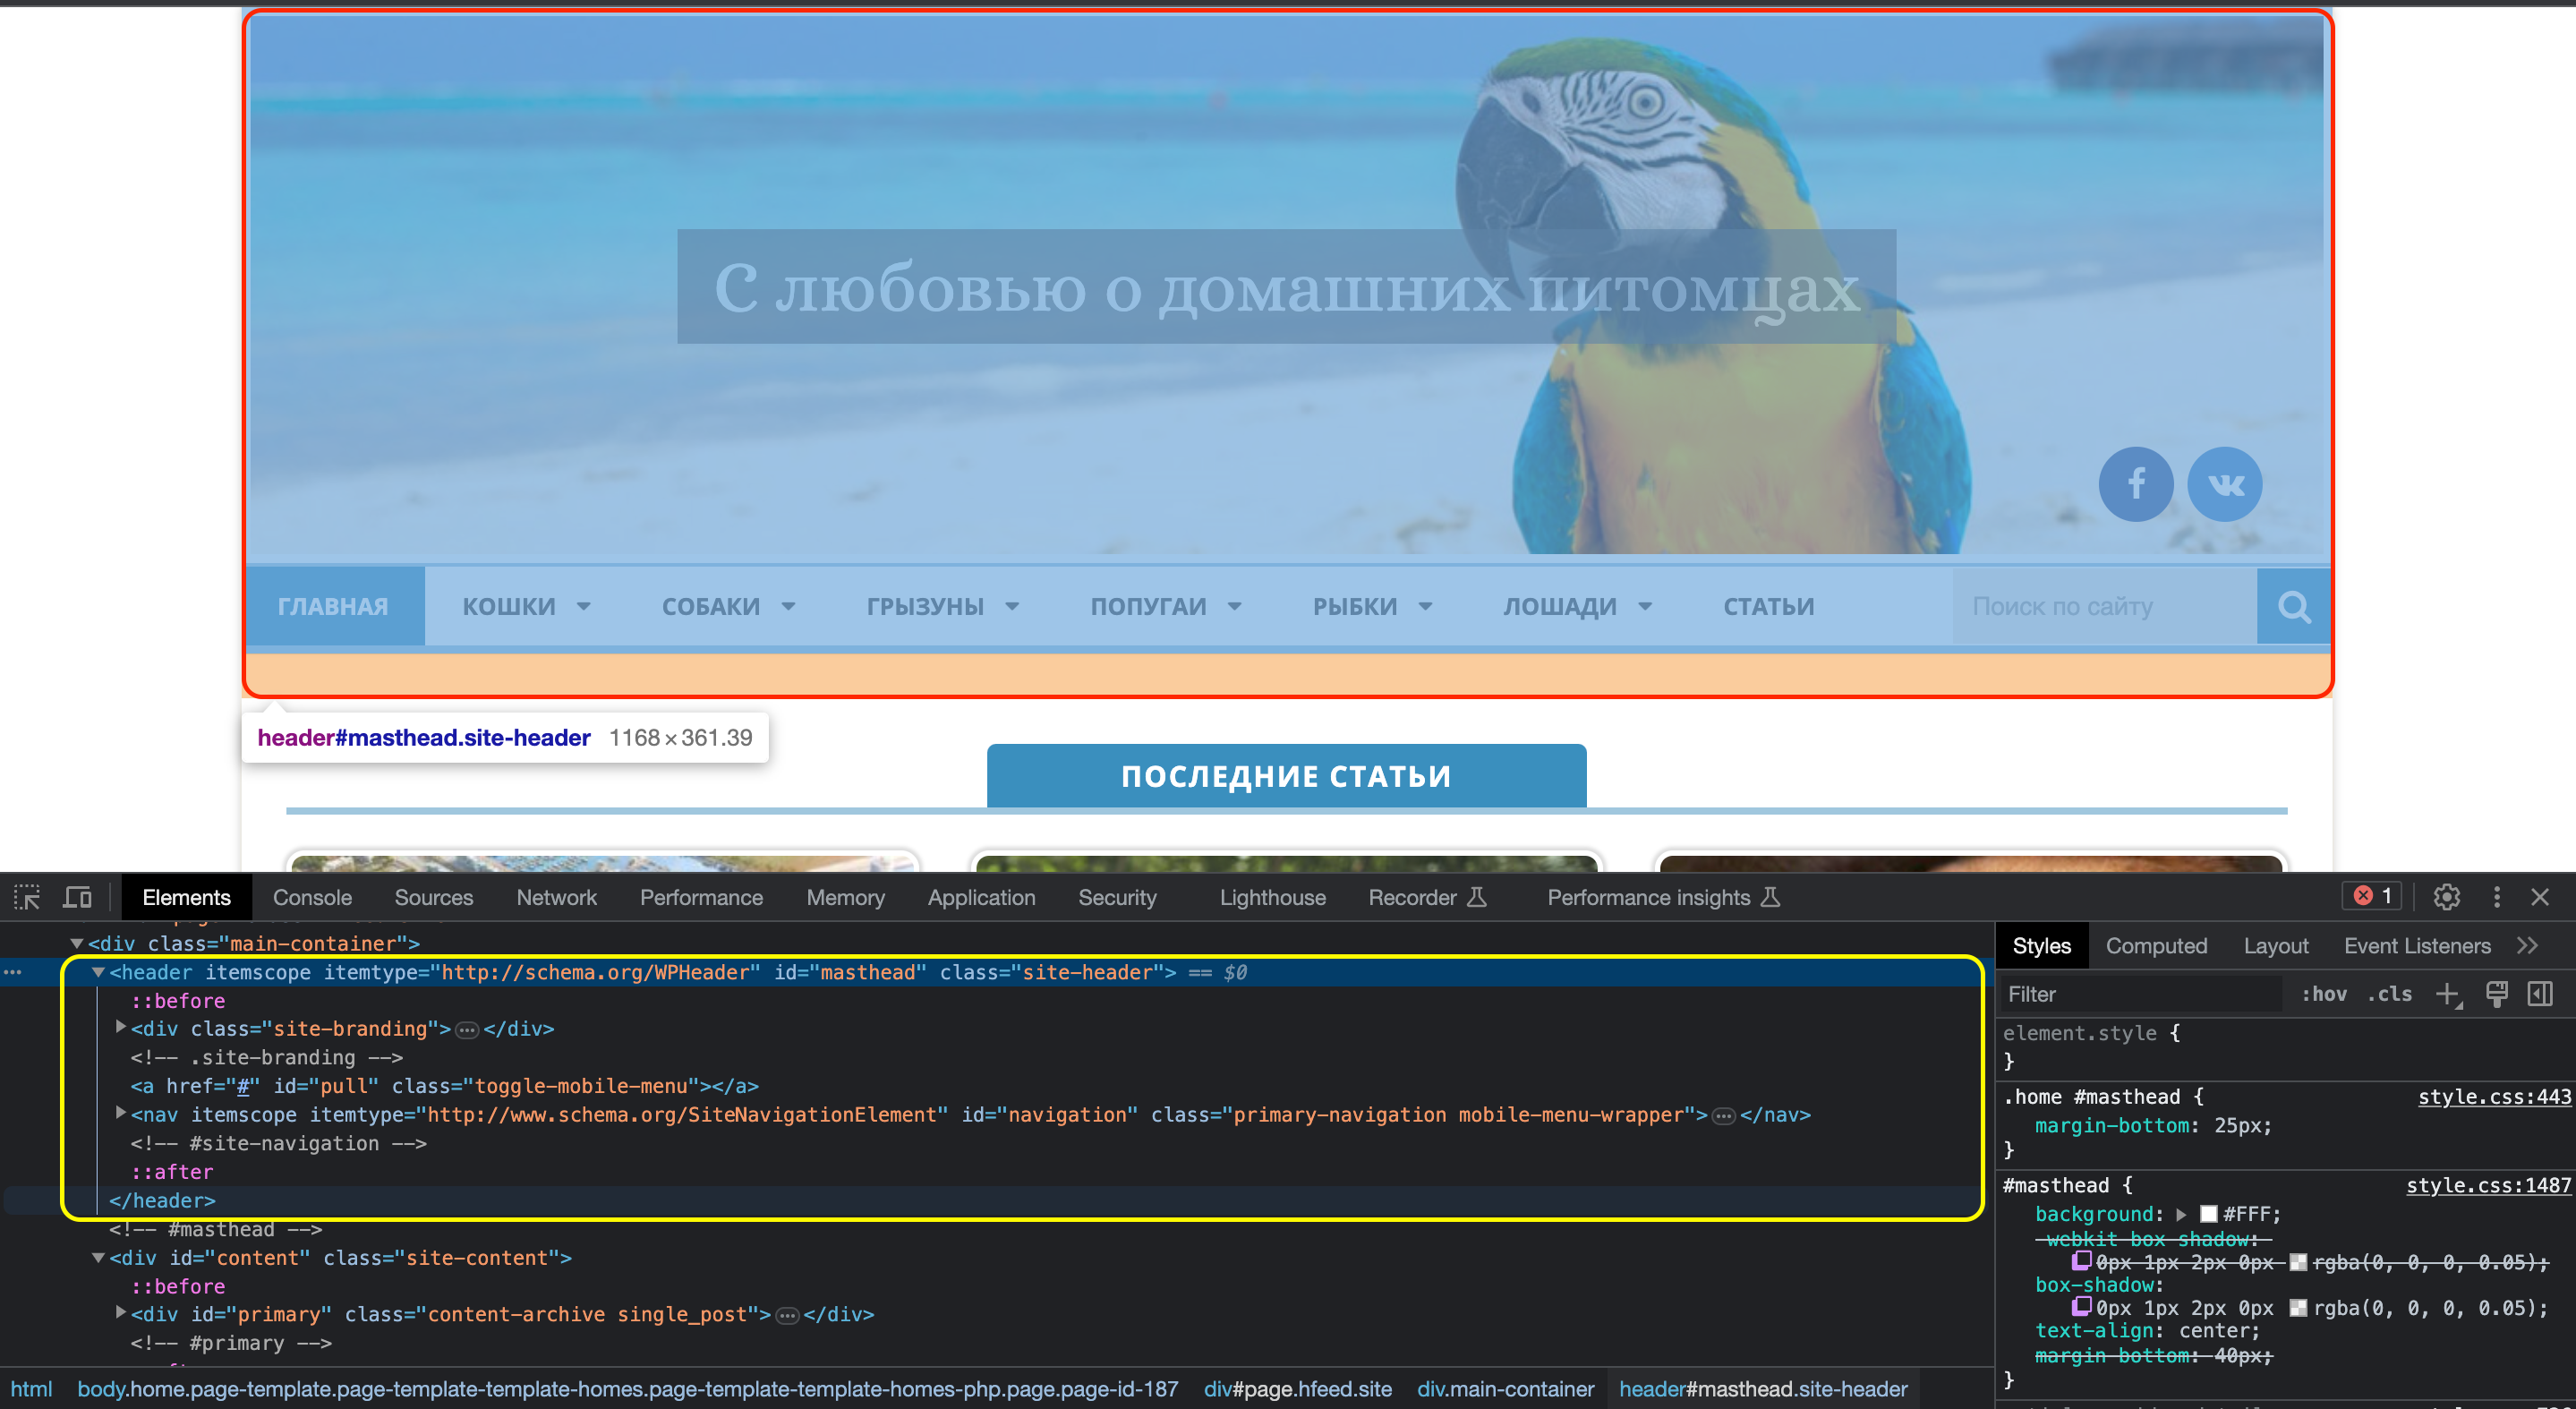 С любовью о домашних питомцах
ГЛАВНАЯ КОШКИ СОБАКИ ГРЫЗУНЫ ПОПУГАИ РЫБКИ ЛОШАДИ СТАТЬИ Поиск по сайту
header#masthead.site-header 1168×361.39
ПОСЛЕДНИЕ СТАТЬИ
Elements Console Sources Network Performance Memory Application Security Lighthouse Recorder Performance insights 1
<div class="main-container">
<header itemscope itemtype="http://schema.org/WPHeader" id="masthead" class="site-header"> == $0
::before
<div class="site-branding">…</div>
<!-- .site-branding -->
<a href="#" id="pull" class="toggle-mobile-menu"></a>
<nav itemscope itemtype="http://www.schema.org/SiteNavigationElement" id="navigation" class="primary-navigation mobile-menu-wrapper">…</nav>
<!-- #site-navigation -->
::after
</header>
<!-- #masthead -->
<div id="content" class="site-content">
::before
<div id="primary" class="content-archive single_post">…</div>
<!-- #primary -->
html body.home.page-template.page-template-template-homes.page-template-template-homes-php.page.page-id-187 div#page.hfeed.site div.main-container header#masthead.site-header
Styles Computed Layout Event Listeners
Filter :hov .cls
element.style {
}
.home #masthead { style.css:443
margin-bottom: 25px;
}
#masthead { style.css:1487
background: #FFF;
-webkit-box-shadow:
0px 1px 2px 0px rgba(0, 0, 0, 0.05);
box-shadow:
0px 1px 2px 0px rgba(0, 0, 0, 0.05);
text-align: center;
margin-bottom: 40px;
}